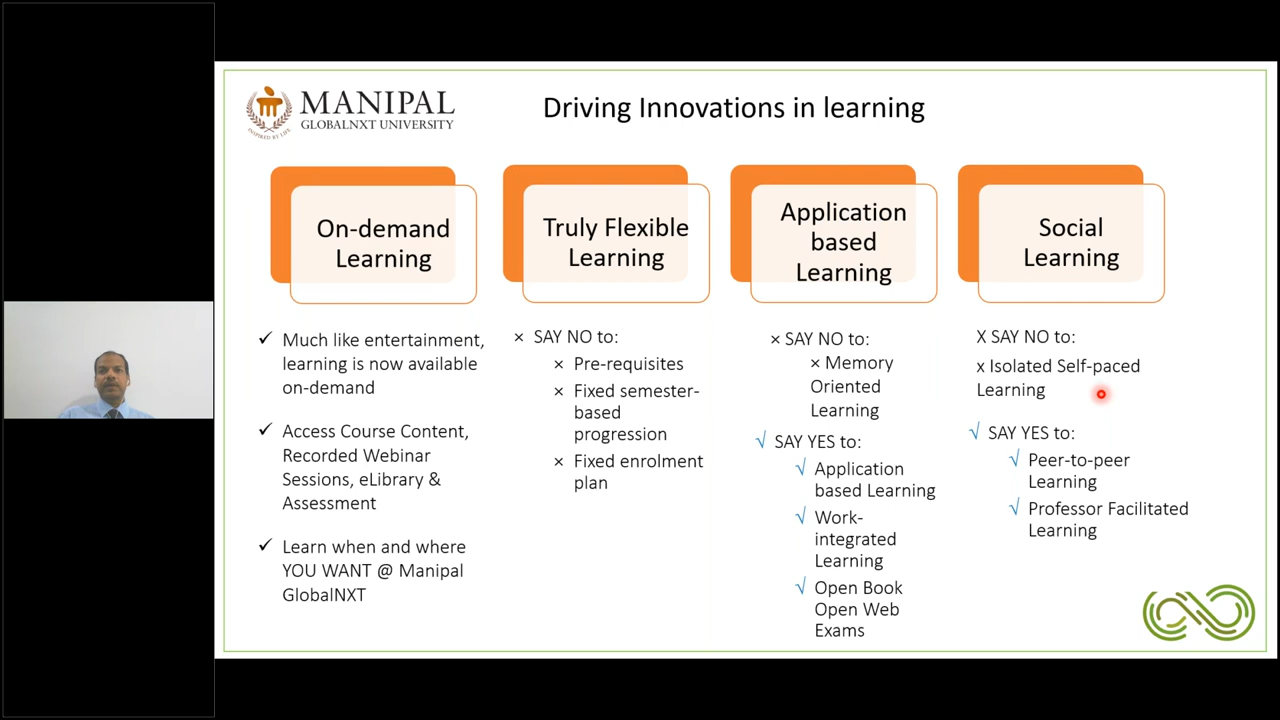 MANIPAL
GLOBALNXT UNIVERSITY
INSPIRED BY LIFE
Driving Innovations in learning
On-demand
Learning
✓ Much like entertainment,
learning is now available
on-demand
✓ Access Course Content,
Recorded Webinar
Sessions, eLibrary &
Assessment
✓ Learn when and where
YOU WANT @ Manipal
GlobalNXT
Truly Flexible
Learning
× SAY NO to:
× Pre-requisites
× Fixed semester-
based
progression
× Fixed enrolment
plan
Application
based
Learning
× SAY NO to:
× Memory
Oriented
Learning
√ SAY YES to:
√ Application
based Learning
√ Work-
integrated
Learning
√ Open Book
Open Web
Exams
Social
Learning
X SAY NO to:
x Isolated Self-paced
Learning
√ SAY YES to:
√ Peer-to-peer
Learning
√ Professor Facilitated
Learning